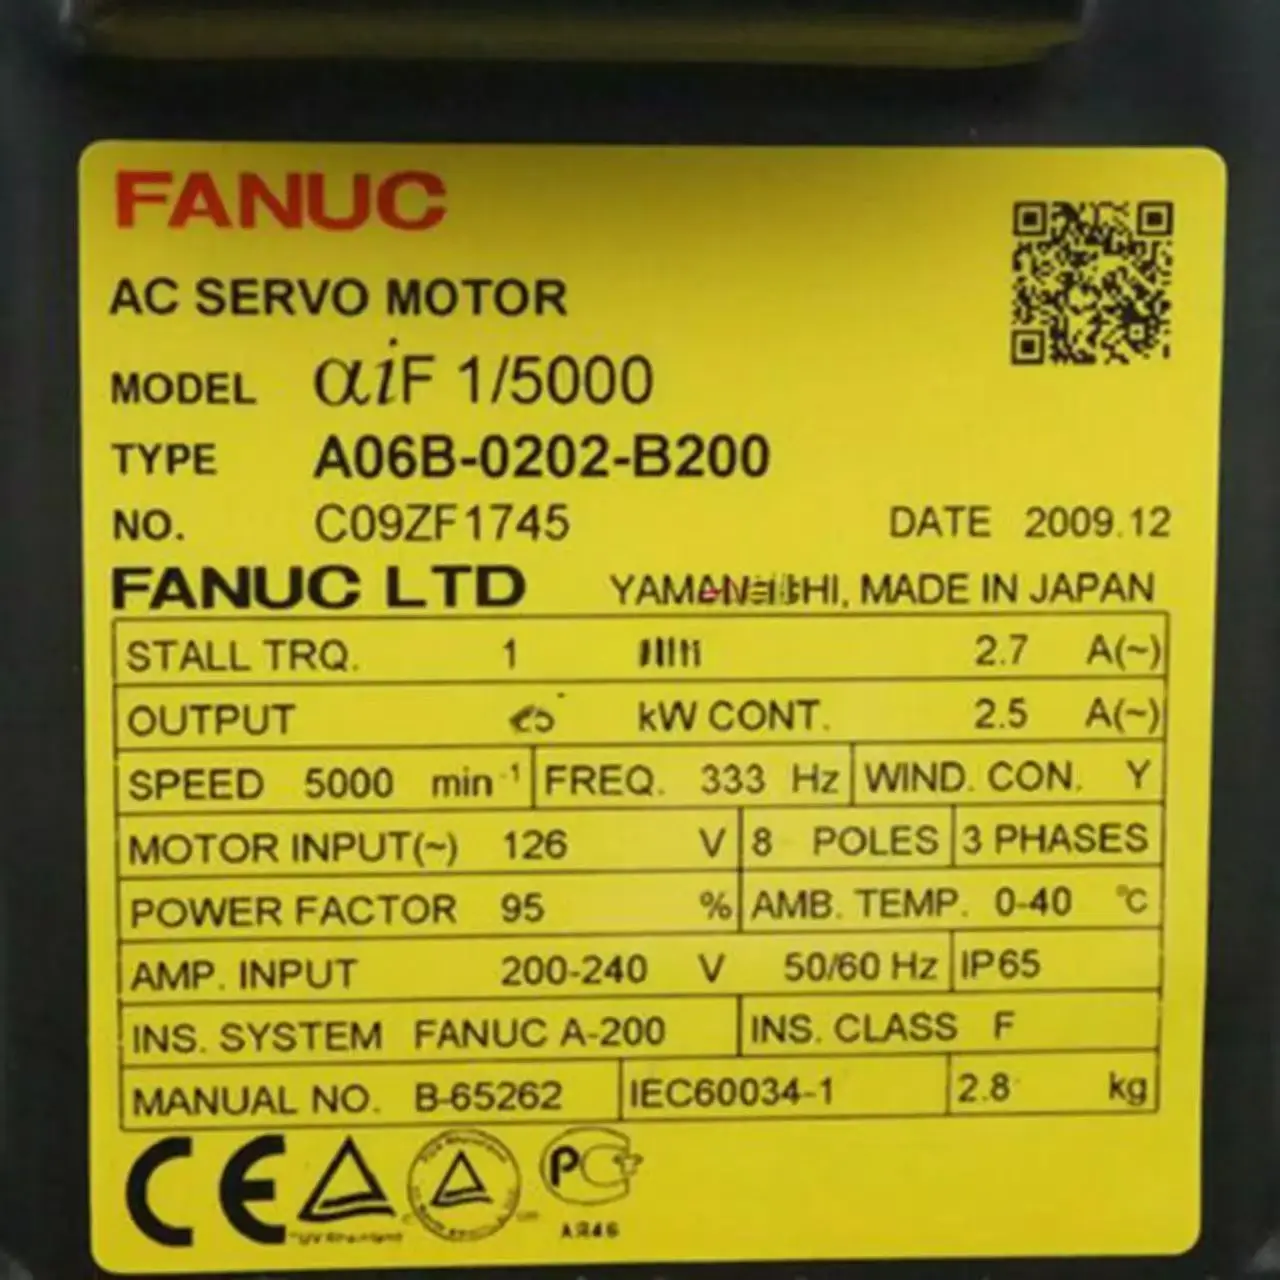 FANUC
AC SERVO MOTOR
MODEL αiF 1/5000
TYPE A06B-0202-B200
NO. C09ZF1745 DATE 2009.12
FANUC LTD YAMANASHI, MADE IN JAPAN
STALL TRQ. 1 2.7 A(~)
OUTPUT kW CONT. 2.5 A(~)
SPEED 5000 min-1 FREQ. 333 Hz WIND. CON. Y
MOTOR INPUT(~) 126 V 8 POLES 3 PHASES
POWER FACTOR 95 % AMB. TEMP. 0-40 °C
AMP. INPUT 200-240 V 50/60 Hz IP65
INS. SYSTEM FANUC A-200 INS. CLASS F
MANUAL NO. B-65262 IEC60034-1 2.8 kg
CE PC